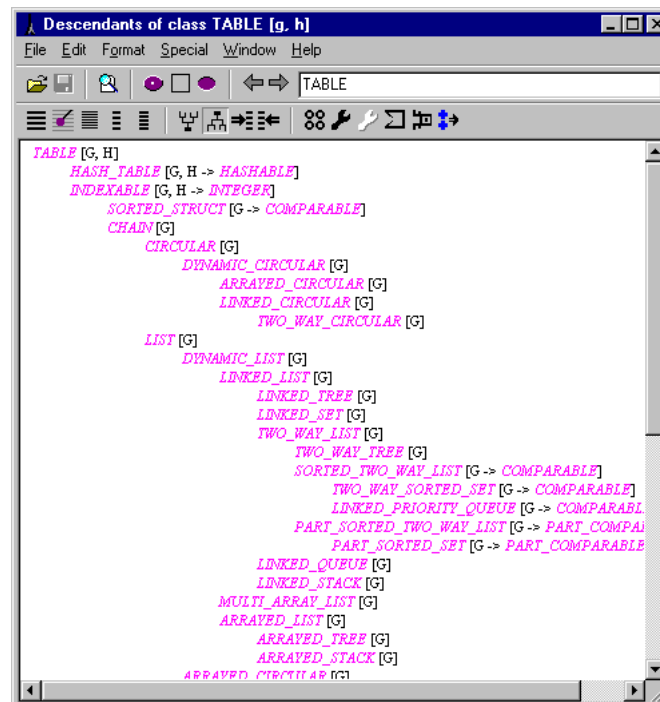 Descendants of class TABLE [g, h]
File Edit Format Special Window Help
TABLE
TABLE [G, H]
HASH_TABLE [G, H -> HASHABLE]
INDEXABLE [G, H -> INTEGER]
SORTED_STRUCT [G -> COMPARABLE]
CHAIN [G]
CIRCULAR [G]
DYNAMIC_CIRCULAR [G]
ARRAYED_CIRCULAR [G]
LINKED_CIRCULAR [G]
TWO_WAY_CIRCULAR [G]
LIST [G]
DYNAMIC_LIST [G]
LINKED_LIST [G]
LINKED_TREE [G]
LINKED_SET [G]
TWO_WAY_LIST [G]
TWO_WAY_TREE [G]
SORTED_TWO_WAY_LIST [G -> COMPARABLE]
TWO_WAY_SORTED_SET [G -> COMPARABLE]
LINKED_PRIORITY_QUEUE [G -> COMPARABL
PART_SORTED_TWO_WAY_LIST [G -> PART_COMPA
PART_SORTED_SET [G -> PART_COMPARABLE
LINKED_QUEUE [G]
LINKED_STACK [G]
MULTI_ARRAY_LIST [G]
ARRAYED_LIST [G]
ARRAYED_TREE [G]
ARRAYED_STACK [G]
ARRAYED_CIRCULAR [G]